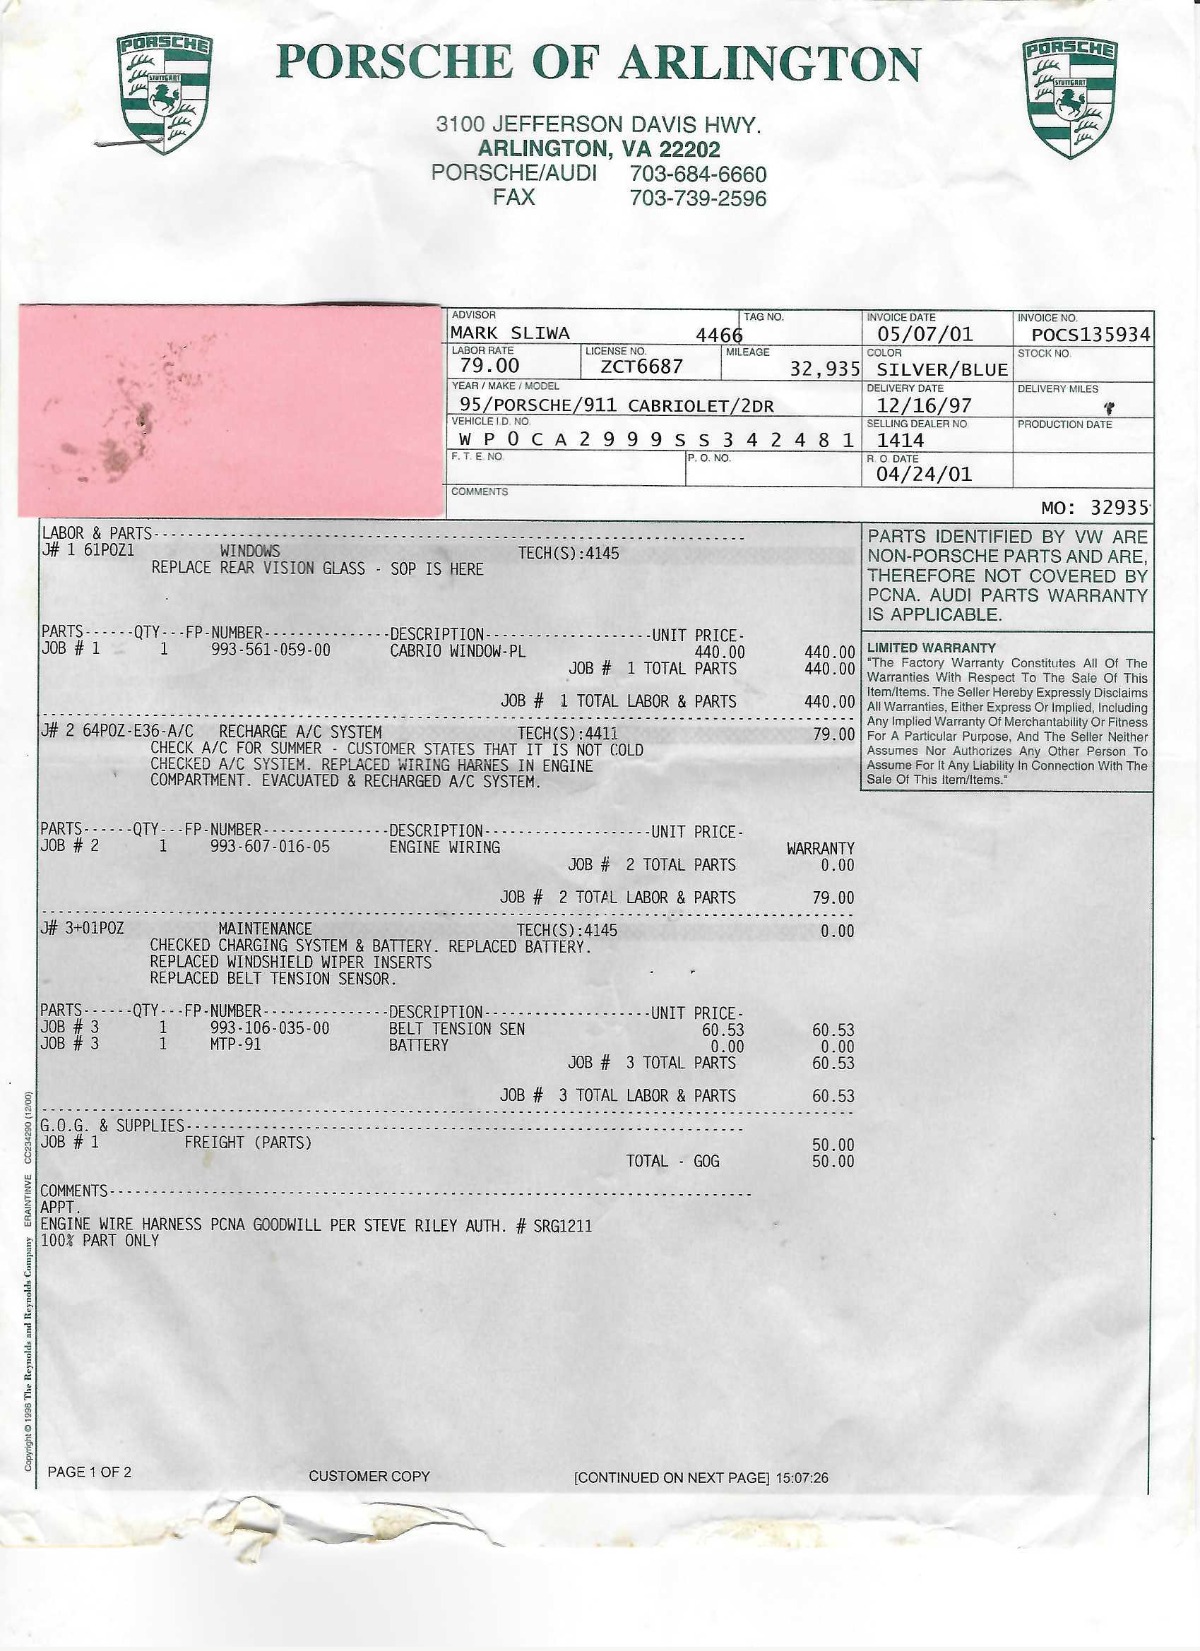 PORSCHE
STUTTGART
PORSCHE OF ARLINGTON
PORSCHE
STUTTGART
3100 JEFFERSON DAVIS HWY.
ARLINGTON, VA 22202
PORSCHE/AUDI 703-684-6660
FAX 703-739-2596
ADVISOR TAG NO. INVOICE DATE INVOICE NO.
MARK SLIWA 4466 05/07/01 POCS135934
LABOR RATE LICENSE NO. MILEAGE COLOR STOCK NO.
79.00 ZCT6687 32,935 SILVER/BLUE
YEAR / MAKE / MODEL DELIVERY DATE DELIVERY MILES
95/PORSCHE/911 CABRIOLET/2DR 12/16/97
VEHICLE I.D. NO. SELLING DEALER NO. PRODUCTION DATE
W P 0 C A 2 9 9 9 S S 3 4 2 4 8 1 1414
F. T. E. NO. P. O. NO. R. O. DATE
04/24/01
COMMENTS
MO: 32935
LABOR & PARTS----------------------------------------------------------------------
J# 1 61POZ1 WINDOWS TECH(S):4145
REPLACE REAR VISION GLASS - SOP IS HERE
PARTS------QTY---FP-NUMBER---------------DESCRIPTION--------------------UNIT PRICE-
JOB # 1 1 993-561-059-00 CABRIO WINDOW-PL 440.00 440.00
JOB # 1 TOTAL PARTS 440.00
JOB # 1 TOTAL LABOR & PARTS 440.00
J# 2 64POZ-E36-A/C RECHARGE A/C SYSTEM TECH(S):4411 79.00
CHECK A/C FOR SUMMER - CUSTOMER STATES THAT IT IS NOT COLD
CHECKED A/C SYSTEM. REPLACED WIRING HARNES IN ENGINE
COMPARTMENT. EVACUATED & RECHARGED A/C SYSTEM.
PARTS------QTY---FP-NUMBER---------------DESCRIPTION--------------------UNIT PRICE-
JOB # 2 1 993-607-016-05 ENGINE WIRING WARRANTY
JOB # 2 TOTAL PARTS 0.00
JOB # 2 TOTAL LABOR & PARTS 79.00
J# 3+01POZ MAINTENANCE TECH(S):4145 0.00
CHECKED CHARGING SYSTEM & BATTERY. REPLACED BATTERY.
REPLACED WINDSHIELD WIPER INSERTS
REPLACED BELT TENSION SENSOR.
PARTS------QTY---FP-NUMBER---------------DESCRIPTION--------------------UNIT PRICE-
JOB # 3 1 993-106-035-00 BELT TENSION SEN 60.53 60.53
JOB # 3 1 MTP-91 BATTERY 0.00 0.00
JOB # 3 TOTAL PARTS 60.53
JOB # 3 TOTAL LABOR & PARTS 60.53
G.O.G. & SUPPLIES------------------------------------------------------------------
JOB # 1 FREIGHT (PARTS) 50.00
TOTAL - GOG 50.00
COMMENTS---------------------------------------------------------------------------
APPT.
ENGINE WIRE HARNESS PCNA GOODWILL PER STEVE RILEY AUTH. # SRG1211
100% PART ONLY
PARTS IDENTIFIED BY VW ARE
NON-PORSCHE PARTS AND ARE,
THEREFORE NOT COVERED BY
PCNA. AUDI PARTS WARRANTY
IS APPLICABLE.
LIMITED WARRANTY
"The Factory Warranty Constitutes All Of The
Warranties With Respect To The Sale Of This
Item/Items. The Seller Hereby Expressly Disclaims
All Warranties, Either Express Or Implied, Including
Any Implied Warranty Of Merchantability Or Fitness
For A Particular Purpose, And The Seller Neither
Assumes Nor Authorizes Any Other Person To
Assume For It Any Liability In Connection With The
Sale Of This Item/Items."
Copyright © 1998 The Reynolds and Reynolds Company ERAINTINVE CC234290 (12/00)
PAGE 1 OF 2 CUSTOMER COPY [CONTINUED ON NEXT PAGE] 15:07:26